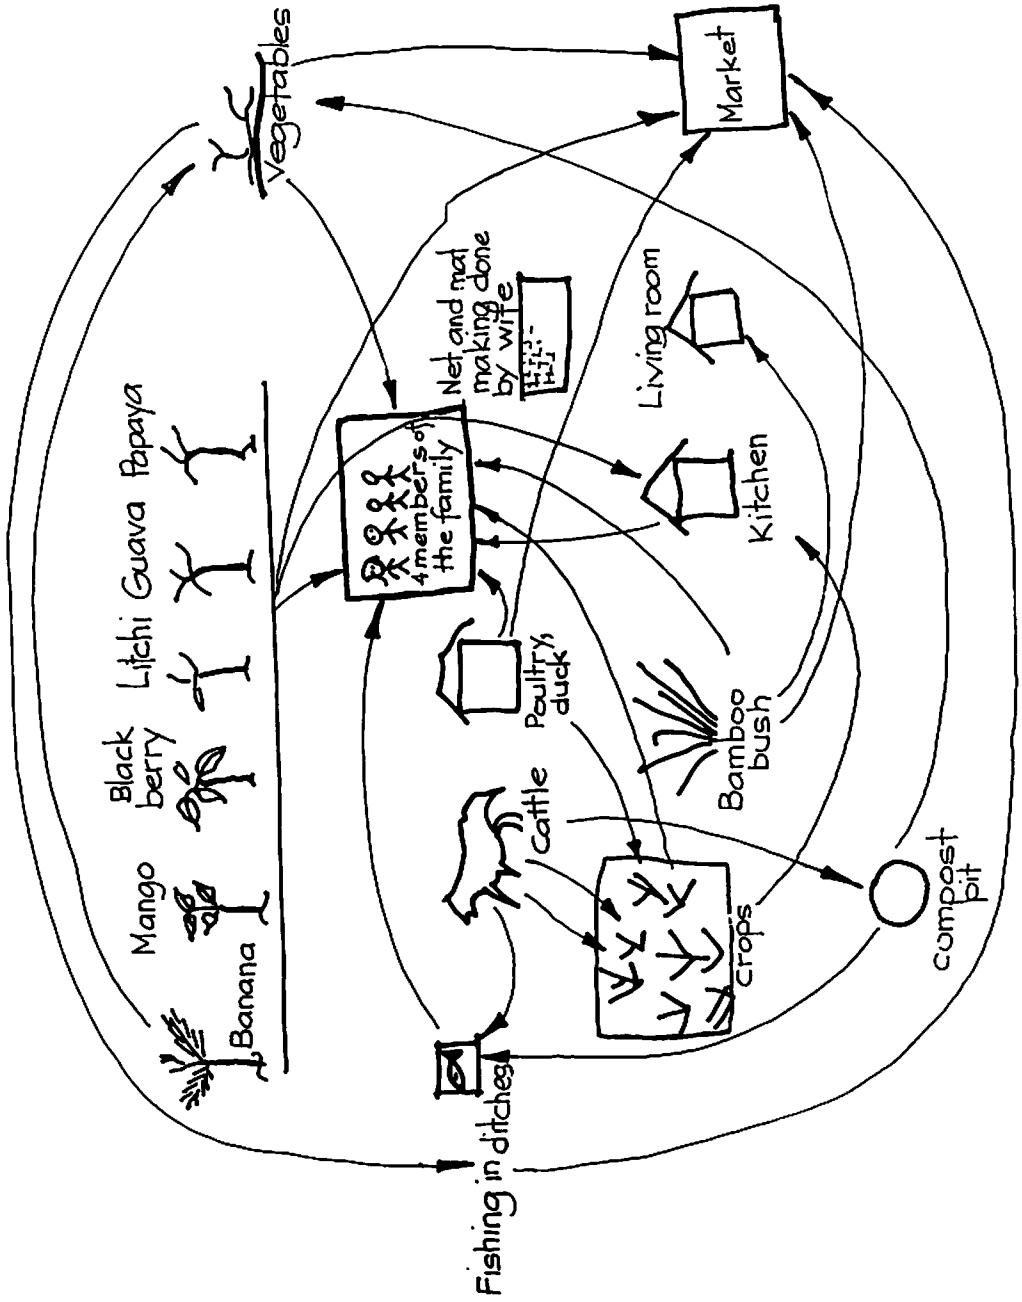 Banana
Mango
Black
berry
Litchi
Guava
Papaya
Vegetables
Fishing in ditches
Cattle
Poultry,
duck
4 members of
the family
Net and mat
making done
by wife
crops
Bamboo
bush
Kitchen
Living room
Market
compost
pit